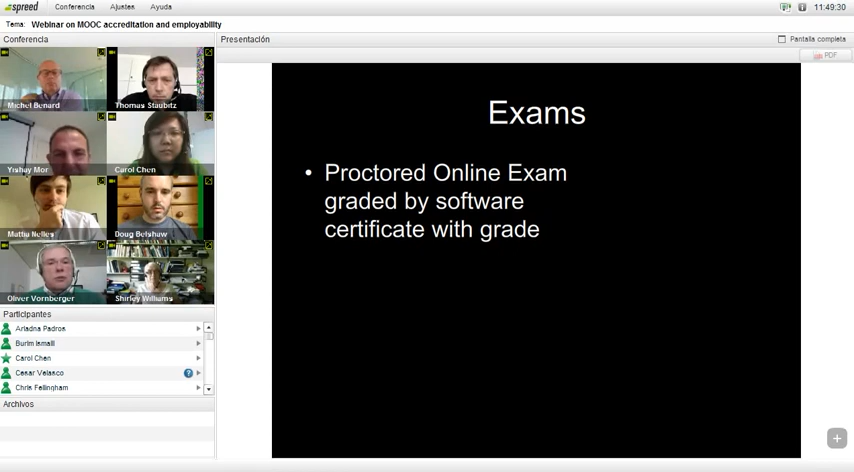 spreed
Conferencia Ajustes Ayuda
11:49:30
Tema: Webinar on MOOC accreditation and employability
Conferencia
Presentación
Pantalla completa
PDF
Michel Benard
Thomas Staubitz
Yishay Mor
Carol Chen
Mattia Nelles
Doug Belshaw
Oliver Vornberger
Shirley Williams
Participantes
Ariadna Padros
Burim Ismaili
Carol Chen
Cesar Velasco
Chris Fellingham
Archivos
Exams
• Proctored Online Exam
graded by software
certificate with grade